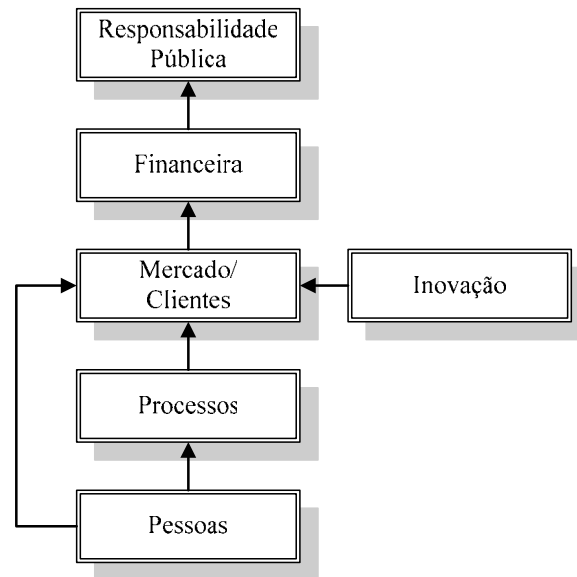 Responsabilidade
Pública
Financeira
Mercado/
Clientes
Inovação
Processos
Pessoas